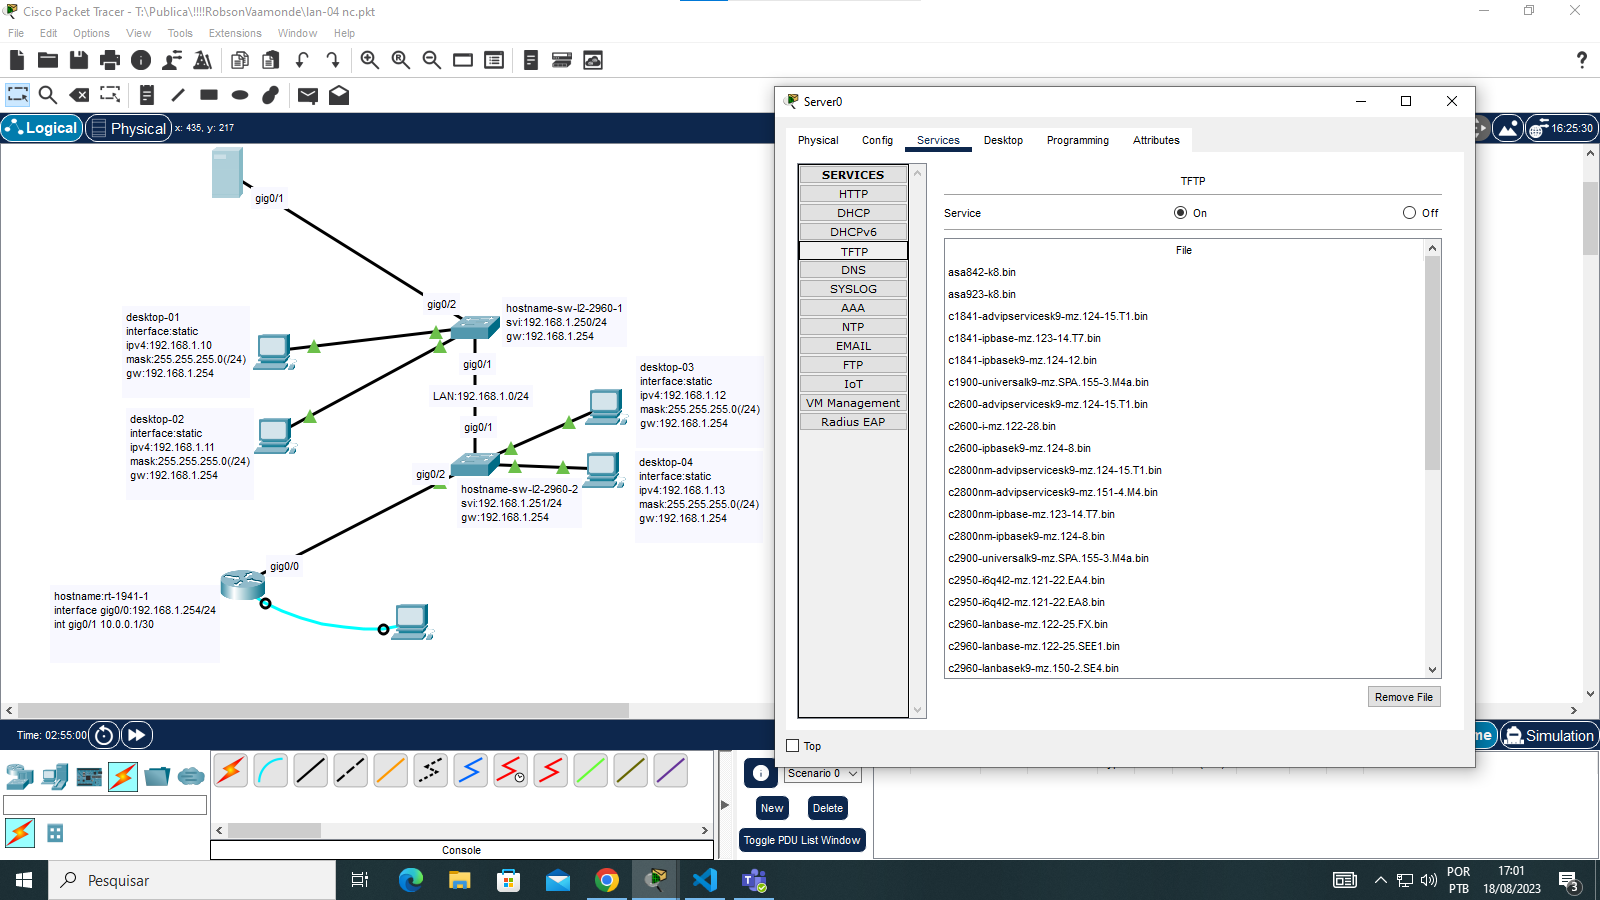 Cisco Packet Tracer - T:\Publica\!!!!RobsonVaamonde\lan-04 nc.pkt
File Edit Options View Tools Extensions Window Help
?
Logical Physical x: 435, y: 217
16:25:30
gig0/1
gig0/2
hostname-sw-l2-2960-1
svi:192.168.1.250/24
gw:192.168.1.254
desktop-01
interface:static
ipv4:192.168.1.10
mask:255.255.255.0(/24)
gw:192.168.1.254
gig0/1
LAN:192.168.1.0/24
desktop-03
interface:static
ipv4:192.168.1.12
mask:255.255.255.0(/24)
gw:192.168.1.254
desktop-02
interface:static
ipv4:192.168.1.11
mask:255.255.255.0(/24)
gw:192.168.1.254
gig0/1
gig0/2
desktop-04
interface:static
ipv4:192.168.1.13
mask:255.255.255.0(/24)
gw:192.168.1.254
hostname-sw-l2-2960-2
svi:192.168.1.251/24
gw:192.168.1.254
gig0/0
hostname:rt-1941-1
interface gig0/0:192.168.1.254/24
int gig0/1 10.0.0.1/30
Server0
Physical Config Services Desktop Programming Attributes
SERVICES
HTTP
DHCP
DHCPv6
TFTP
DNS
SYSLOG
AAA
NTP
EMAIL
FTP
IoT
VM Management
Radius EAP
TFTP
Service On Off
File
asa842-k8.bin
asa923-k8.bin
c1841-advipservicesk9-mz.124-15.T1.bin
c1841-ipbase-mz.123-14.T7.bin
c1841-ipbasek9-mz.124-12.bin
c1900-universalk9-mz.SPA.155-3.M4a.bin
c2600-advipservicesk9-mz.124-15.T1.bin
c2600-i-mz.122-28.bin
c2600-ipbasek9-mz.124-8.bin
c2800nm-advipservicesk9-mz.124-15.T1.bin
c2800nm-advipservicesk9-mz.151-4.M4.bin
c2800nm-ipbase-mz.123-14.T7.bin
c2800nm-ipbasek9-mz.124-8.bin
c2900-universalk9-mz.SPA.155-3.M4a.bin
c2950-i6q4l2-mz.121-22.EA4.bin
c2950-i6q4l2-mz.121-22.EA8.bin
c2960-lanbase-mz.122-25.FX.bin
c2960-lanbase-mz.122-25.SEE1.bin
c2960-lanbasek9-mz.150-2.SE4.bin
Remove File
Top
Time: 02:55:00
me Simulation
Scenario 0
New Delete
Toggle PDU List Window
Console
Pesquisar
POR
PTB
17:01
18/08/2023
3